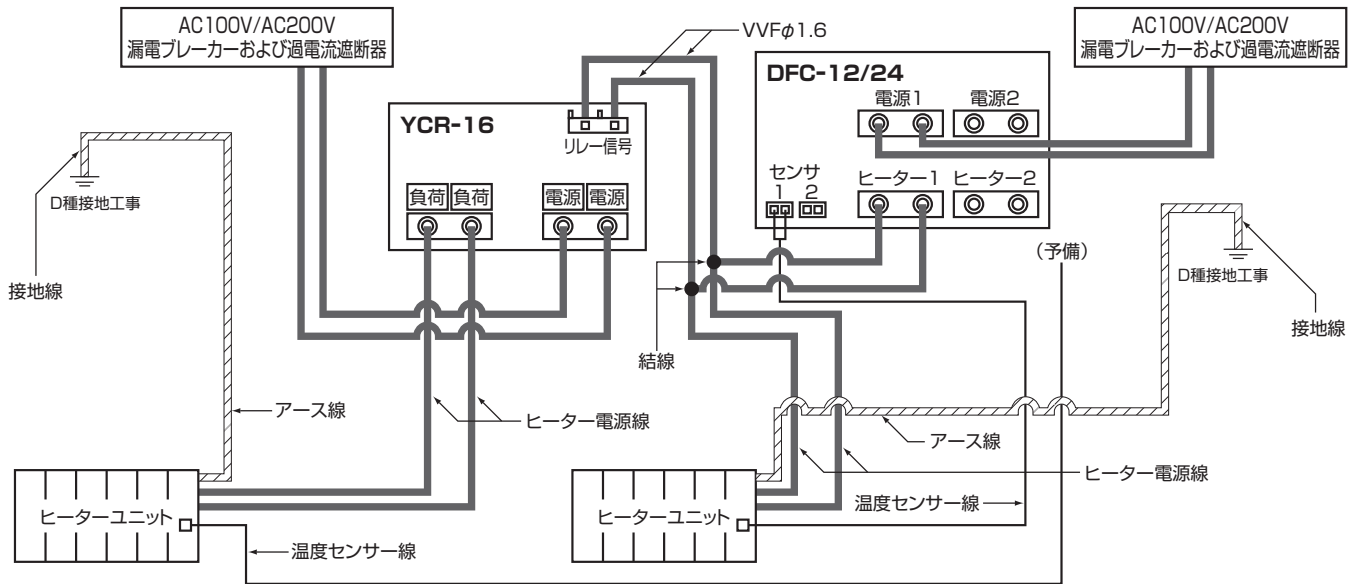 AC100V/AC200V
漏電ブレーカーおよび過電流遮断器
VVFφ1.6
AC100V/AC200V
漏電ブレーカーおよび過電流遮断器
DFC-12/24
電源1
電源2
YCR-16
リレー信号
センサ
1
2
ヒーター1
ヒーター2
負荷
負荷
電源
電源
D種接地工事
接地線
(予備)
D種接地工事
接地線
結線
アース線
ヒーター電源線
アース線
ヒーター電源線
温度センサー線
ヒーターユニット
ヒーターユニット
温度センサー線